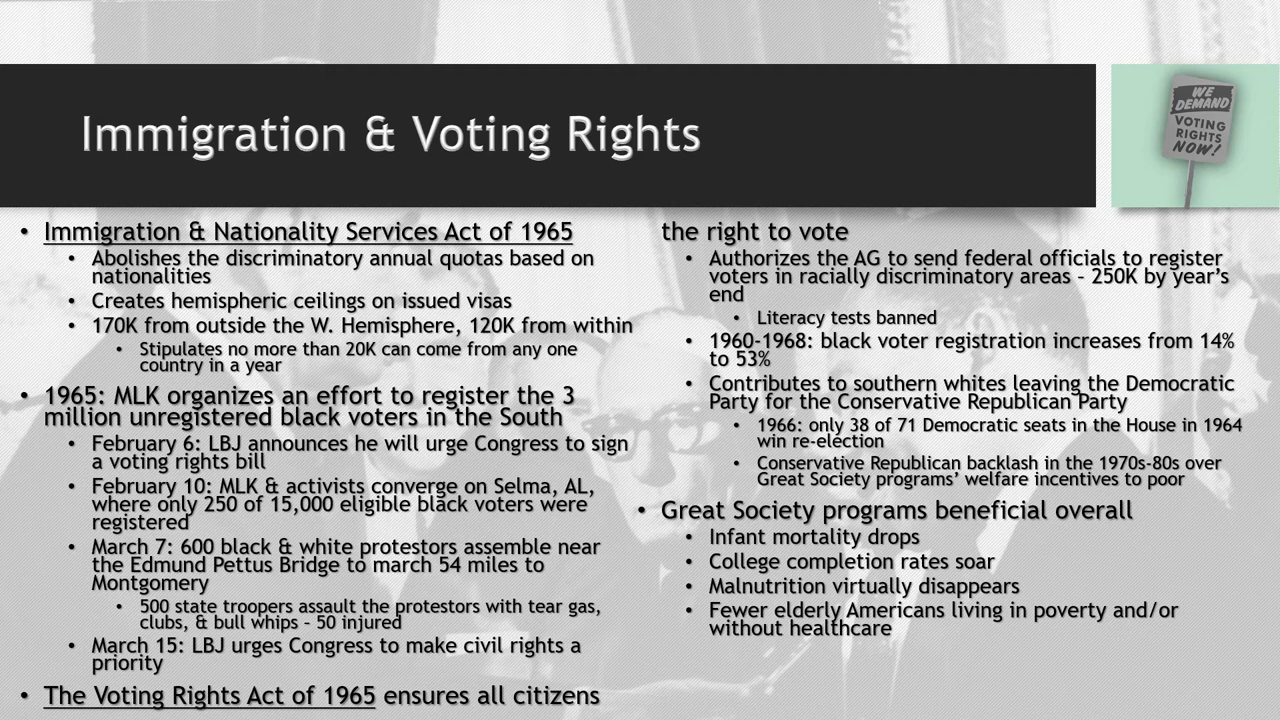 Immigration & Voting Rights
WE
DEMAND
VOTING
RIGHTS
NOW!
• Immigration & Nationality Services Act of 1965
• Abolishes the discriminatory annual quotas based on
nationalities
• Creates hemispheric ceilings on issued visas
• 170K from outside the W. Hemisphere, 120K from within
• Stipulates no more than 20K can come from any one
country in a year
• 1965: MLK organizes an effort to register the 3
million unregistered black voters in the South
• February 6: LBJ announces he will urge Congress to sign
a voting rights bill
• February 10: MLK & activists converge on Selma, AL,
where only 250 of 15,000 eligible black voters were
registered
• March 7: 600 black & white protestors assemble near
the Edmund Pettus Bridge to march 54 miles to
Montgomery
• 500 state troopers assault the protestors with tear gas,
clubs, & bull whips – 50 injured
• March 15: LBJ urges Congress to make civil rights a
priority
• The Voting Rights Act of 1965 ensures all citizens
the right to vote
• Authorizes the AG to send federal officials to register
voters in racially discriminatory areas – 250K by year’s
end
• Literacy tests banned
• 1960-1968: black voter registration increases from 14%
to 53%
• Contributes to southern whites leaving the Democratic
Party for the Conservative Republican Party
• 1966: only 38 of 71 Democratic seats in the House in 1964
win re-election
• Conservative Republican backlash in the 1970s-80s over
Great Society programs’ welfare incentives to poor
• Great Society programs beneficial overall
• Infant mortality drops
• College completion rates soar
• Malnutrition virtually disappears
• Fewer elderly Americans living in poverty and/or
without healthcare